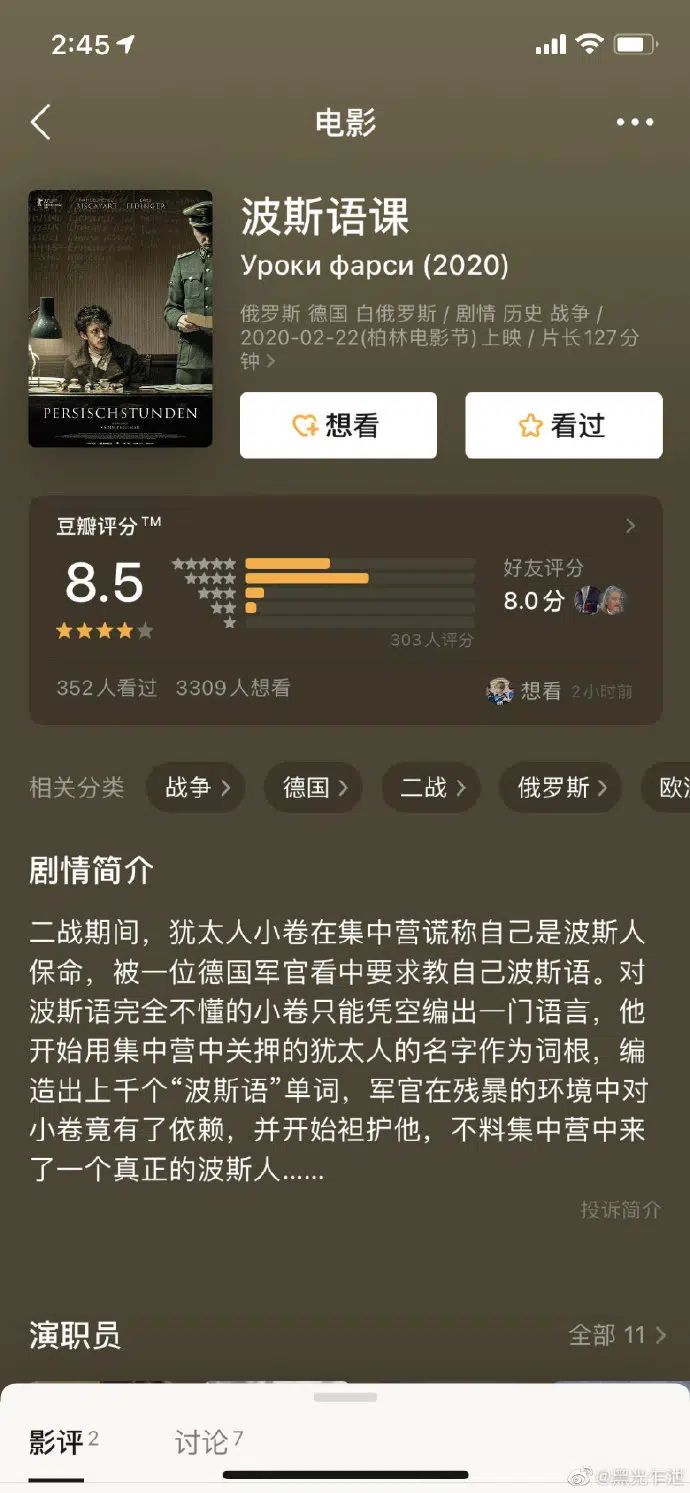 2:45
电影
波斯语课
Уроки фарси (2020)
俄罗斯 德国 白俄罗斯 / 剧情 历史 战争 /
2020-02-22(柏林电影节) 上映 / 片长127分
钟
EIDINGER
PERSISCHSTUNDEN
想看
看过
豆瓣评分™
8.5
303人评分
好友评分
8.0分
352人看过 3309人想看
想看 2小时前
相关分类 战争 德国 二战 俄罗斯
剧情简介
二战期间，犹太人小卷在集中营谎称自己是波斯人
保命，被一位德国军官看中要求教自己波斯语。对
波斯语完全不懂的小卷只能凭空编出一门语言，他
开始用集中营中关押的犹太人的名字作为词根，编
造出上千个“波斯语”单词，军官在残暴的环境中对
小卷竟有了依赖，并开始袒护他，不料集中营中来
了一个真正的波斯人……
投诉简介
演职员
全部 11
影评 2
讨论 7
@黑光乍泄